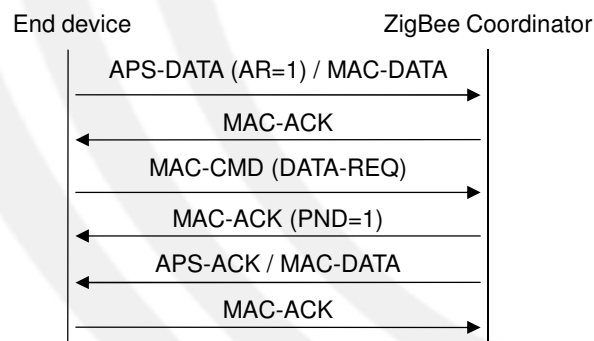 End device ZigBee Coordinator
APS-DATA (AR=1) / MAC-DATA
MAC-ACK
MAC-CMD (DATA-REQ)
MAC-ACK (PND=1)
APS-ACK / MAC-DATA
MAC-ACK